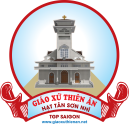 GIÁO XỨ THIÊN ÂN
HẠT TÂN SƠN NHÌ
TOP SAIGON
www.giaoxuthienan.net